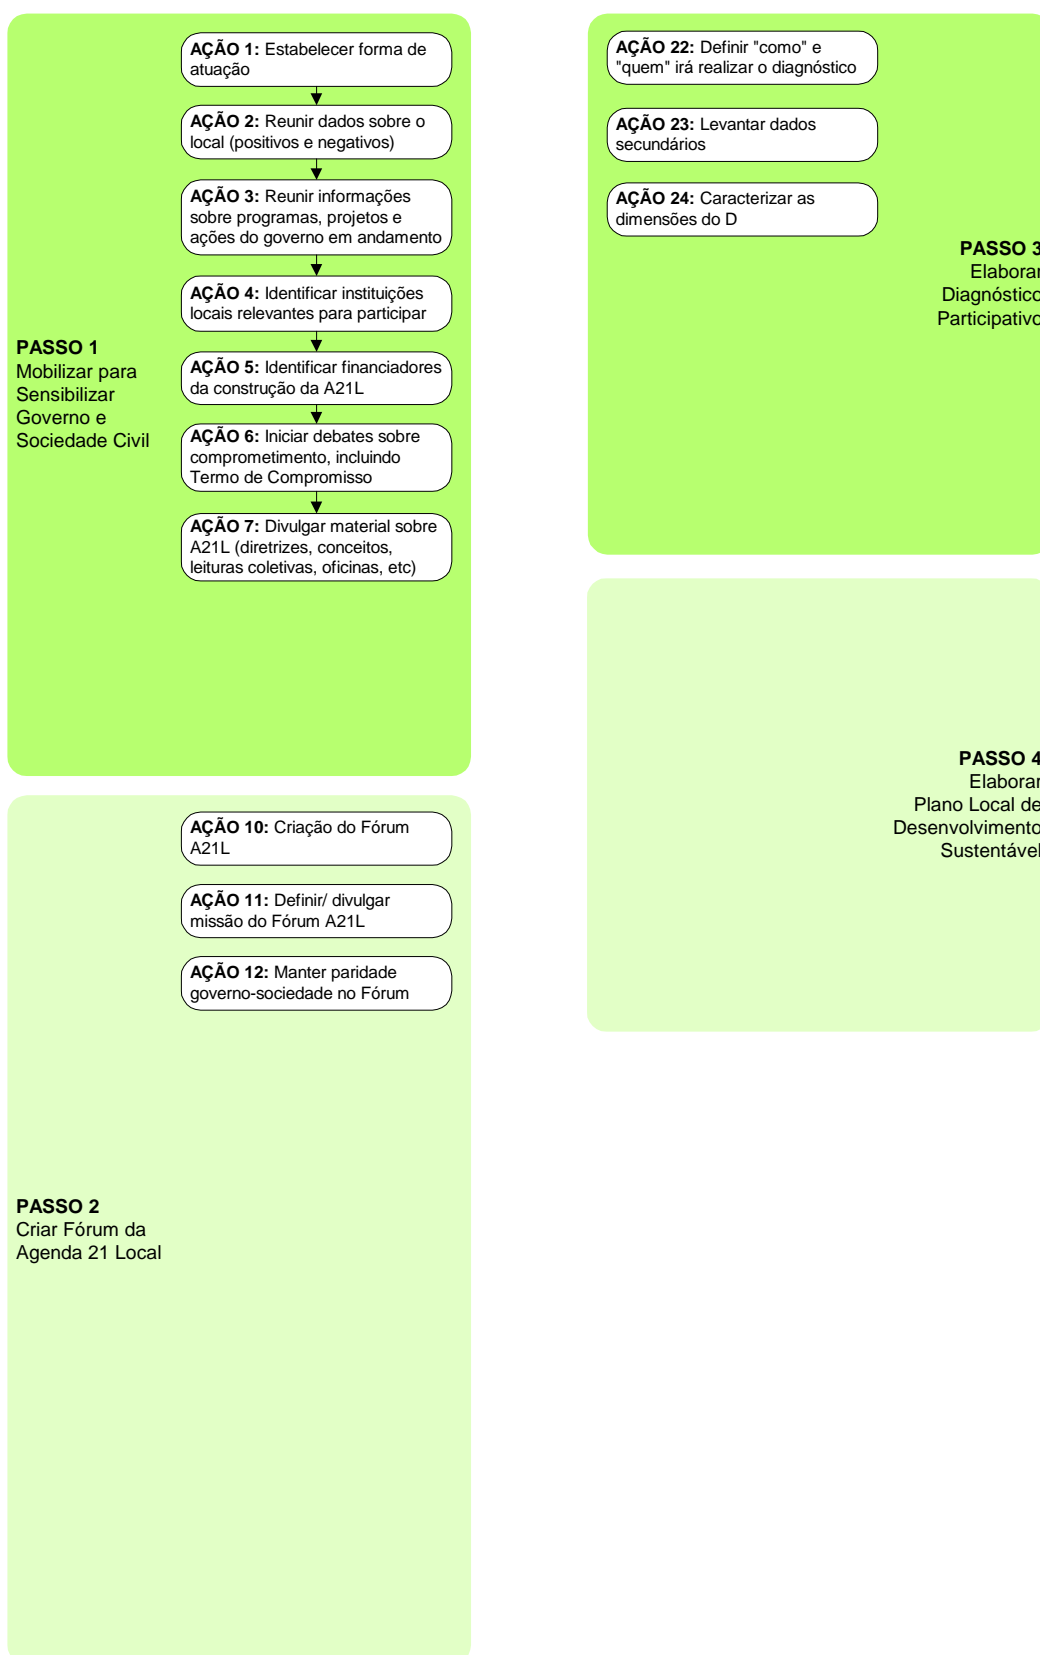 PASSO 1
Mobilizar para
Sensibilizar
Governo e
Sociedade Civil
AÇÃO 1: Estabelecer forma de
atuação
AÇÃO 2: Reunir dados sobre o
local (positivos e negativos)
AÇÃO 3: Reunir informações
sobre programas, projetos e
ações do governo em andamento
AÇÃO 4: Identificar instituições
locais relevantes para participar
AÇÃO 5: Identificar financiadores
da construção da A21L
AÇÃO 6: Iniciar debates sobre
comprometimento, incluindo
Termo de Compromisso
AÇÃO 7: Divulgar material sobre
A21L (diretrizes, conceitos,
leituras coletivas, oficinas, etc)
PASSO 2
Criar Fórum da
Agenda 21 Local
AÇÃO 10: Criação do Fórum
A21L
AÇÃO 11: Definir/ divulgar
missão do Fórum A21L
AÇÃO 12: Manter paridade
governo-sociedade no Fórum
AÇÃO 22: Definir "como" e
"quem" irá realizar o diagnóstico
AÇÃO 23: Levantar dados
secundários
AÇÃO 24: Caracterizar as
dimensões do D
PASSO 3
Elaborar
Diagnóstico
Participativo
PASSO 4
Elaborar
Plano Local de
Desenvolvimento
Sustentável